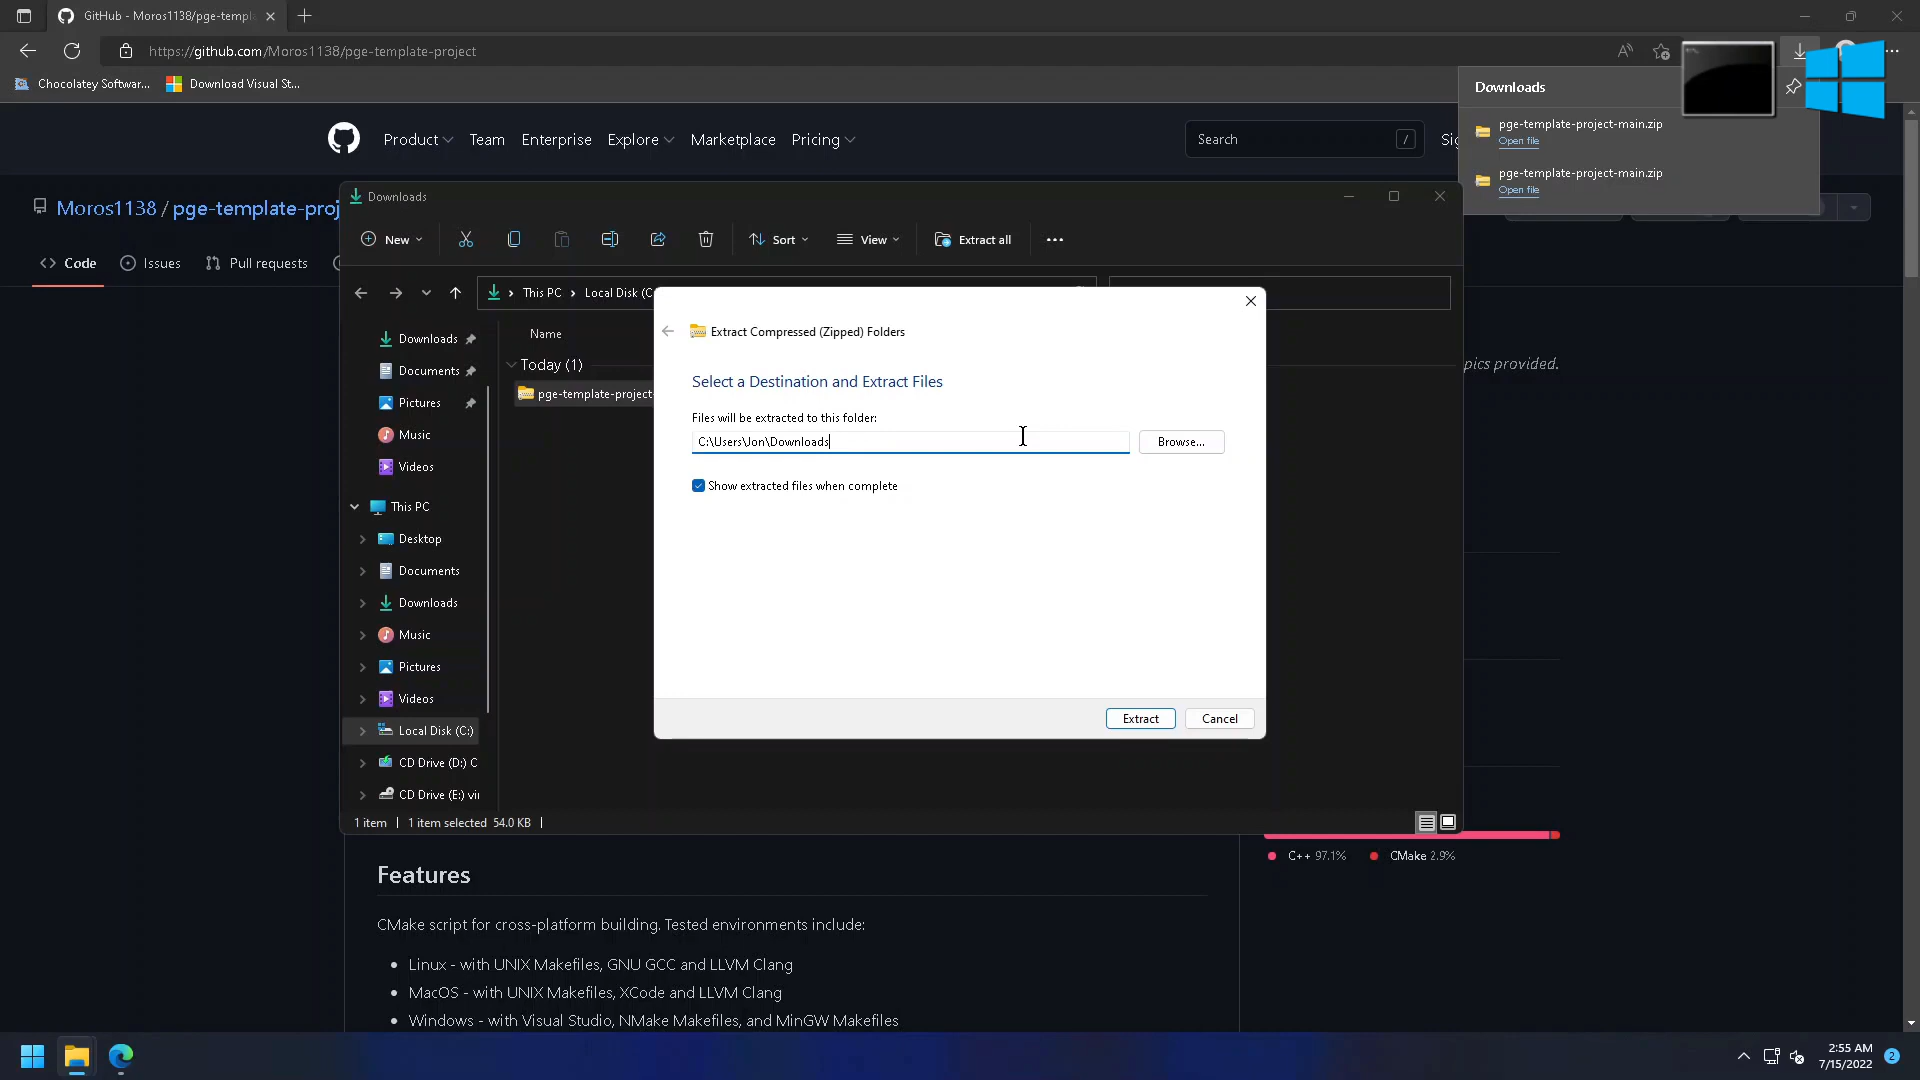 GitHub - Moros1138/pge-templ
https://github.com/Moros1138/pge-template-project
Chocolatey Softwar...
Download Visual St...
Downloads
pge-template-project-main.zip
Open file
pge-template-project-main.zip
Open file
Product
Team
Enterprise
Explore
Marketplace
Pricing
Search
/
Sig
Moros1138 / pge-template-proj
Code
Issues
Pull requests
Downloads
New
Sort
View
Extract all
This PC
Local Disk (C
Name
Today (1)
pge-template-project-
Downloads
Documents
Pictures
Music
Videos
This PC
Desktop
Documents
Downloads
Music
Pictures
Videos
Local Disk (C:)
CD Drive (D:) C
CD Drive (E:) vir
1 item
1 item selected 54.0 KB
Extract Compressed (Zipped) Folders
Select a Destination and Extract Files
Files will be extracted to this folder:
C:\Users\Jon\Downloads
Browse...
Show extracted files when complete
Extract
Cancel
pics provided.
C++ 97.1%
CMake 2.9%
Features
CMake script for cross-platform building. Tested environments include:
Linux - with UNIX Makefiles, GNU GCC and LLVM Clang
MacOS - with UNIX Makefiles, XCode and LLVM Clang
Windows - with Visual Studio, NMake Makefiles, and MinGW Makefiles
2:55 AM
7/15/2022
2